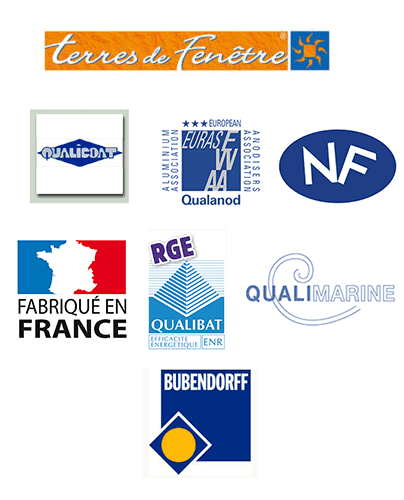 terres de Fenêtre®
QUALICOAT
★★★ EUROPEAN
ALUMINIUM ASSOCIATION
EURAS
EWAA
ANODISERS ASSOCIATION
Qualanod
NF
FABRIQUÉ EN
FRANCE
RGE
QUALIBAT
EFFICACITÉ
ÉNERGÉTIQUE
ENR
QUALIMARINE
BUBENDORFF